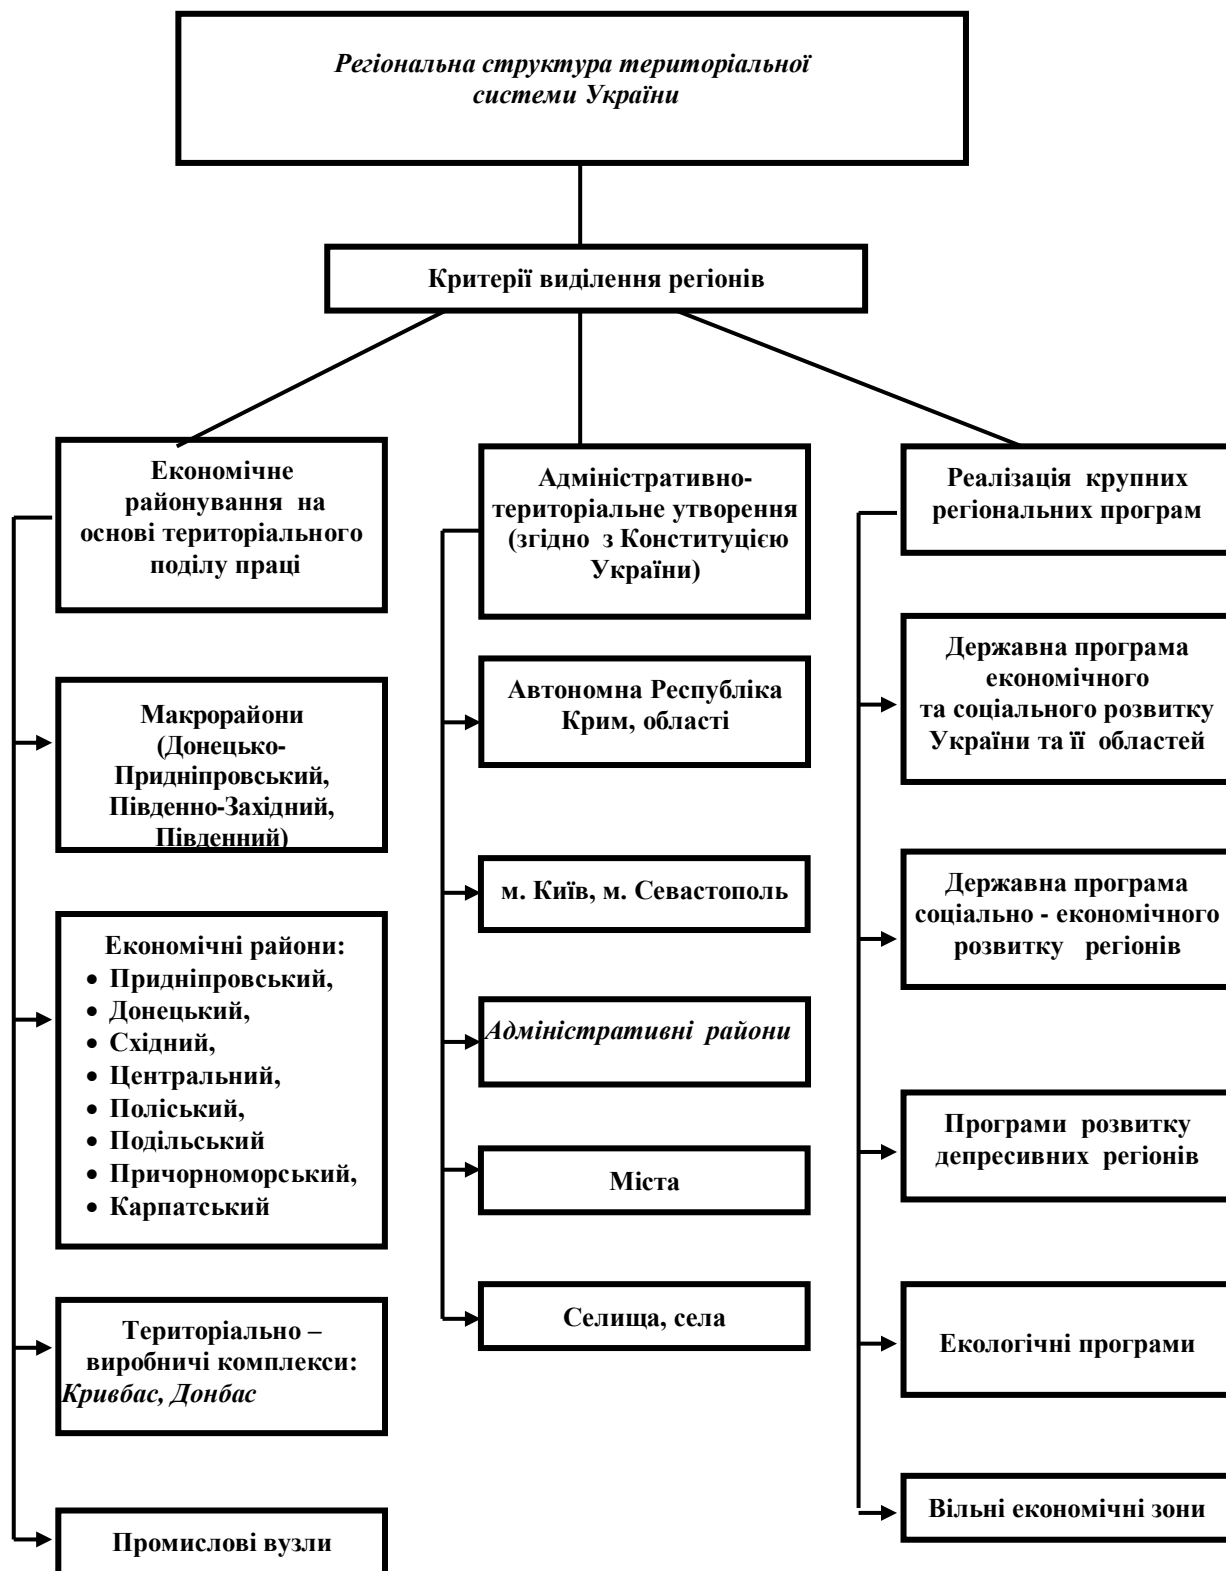 Регіональна структура територіальної
системи України
Критерії виділення регіонів
Економічне
районування на
основі територіального
поділу праці
Макрорайони
(Донецько-
Придніпровський,
Південно-Західний,
Південний)
Економічні райони:
• Придніпровський,
• Донецький,
• Східний,
• Центральний,
• Поліський,
• Подільський
• Причорноморський,
• Карпатський
Територіально –
виробничі комплекси:
Кривбас, Донбас
Промислові вузли
Адміністративно-
територіальне утворення
(згідно з Конституцією
України)
Автономна Республіка
Крим, області
м. Київ, м. Севастополь
Адміністративні райони
Міста
Селища, села
Реалізація крупних
регіональних програм
Державна програма
економічного
та соціального розвитку
України та її областей
Державна програма
соціально - економічного
розвитку регіонів
Програми розвитку
депресивних регіонів
Екологічні програми
Вільні економічні зони